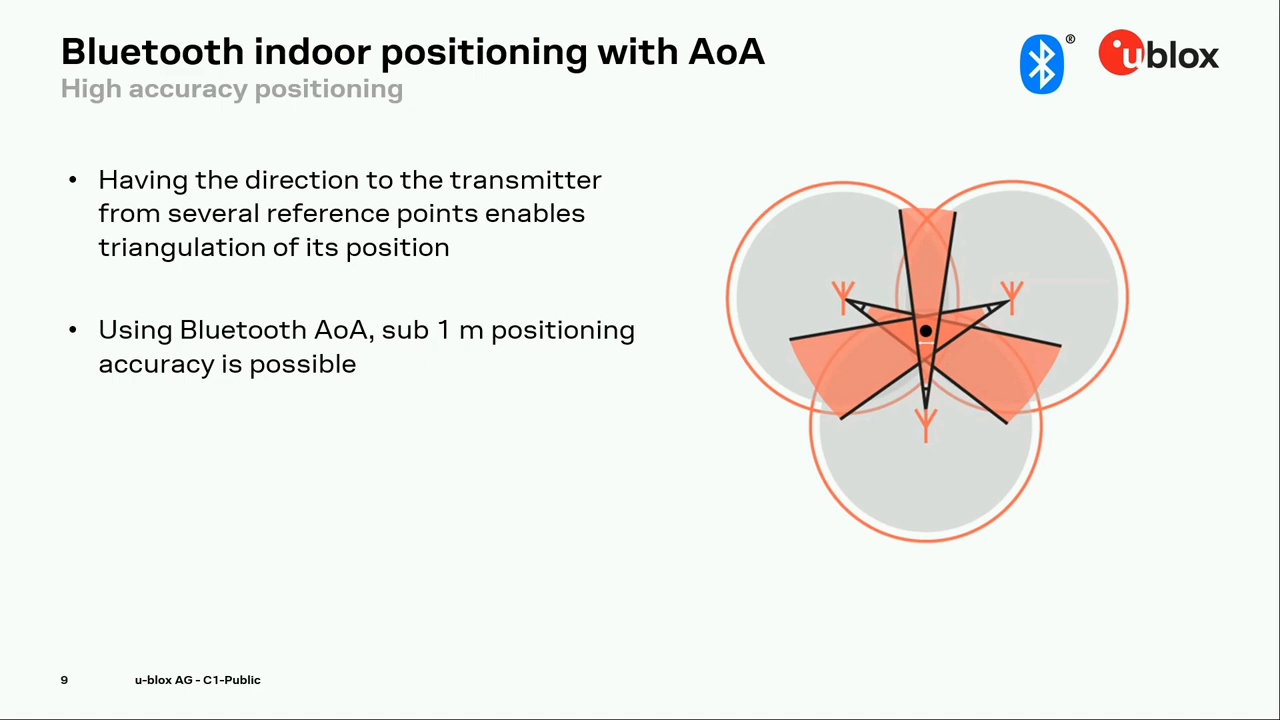 Bluetooth indoor positioning with AoA
High accuracy positioning
®
ublox
• Having the direction to the transmitter
from several reference points enables
triangulation of its position
• Using Bluetooth AoA, sub 1 m positioning
accuracy is possible
9 u-blox AG - C1-Public